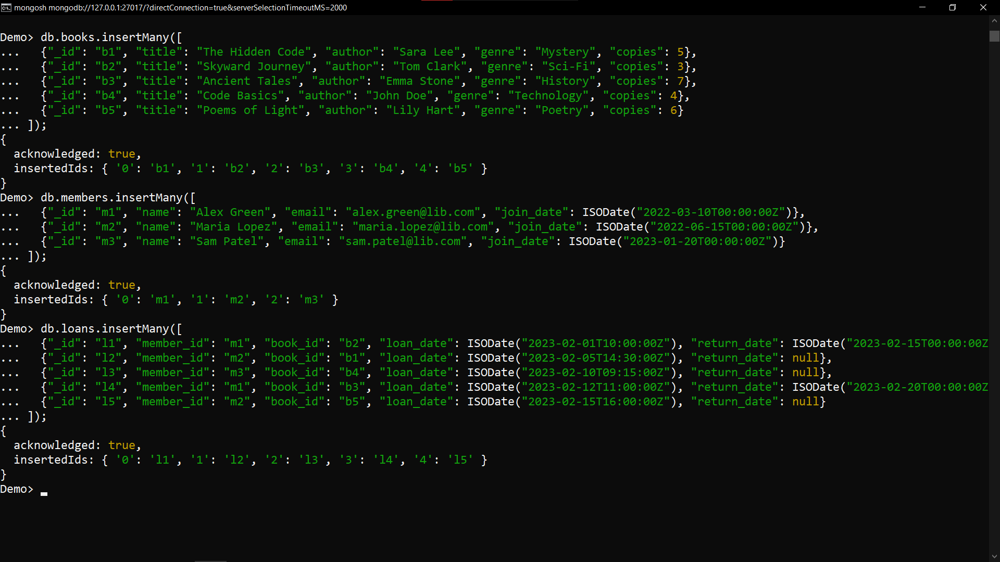 mongosh mongodb://127.0.0.1:27017/?directConnection=true&serverSelectionTimeoutMS=2000
Demo> db.books.insertMany([
...   {"_id": "b1", "title": "The Hidden Code", "author": "Sara Lee", "genre": "Mystery", "copies": 5},
...   {"_id": "b2", "title": "Skyward Journey", "author": "Tom Clark", "genre": "Sci-Fi", "copies": 3},
...   {"_id": "b3", "title": "Ancient Tales", "author": "Emma Stone", "genre": "History", "copies": 7},
...   {"_id": "b4", "title": "Code Basics", "author": "John Doe", "genre": "Technology", "copies": 4},
...   {"_id": "b5", "title": "Poems of Light", "author": "Lily Hart", "genre": "Poetry", "copies": 6}
... ]);
{
  acknowledged: true,
  insertedIds: { '0': 'b1', '1': 'b2', '2': 'b3', '3': 'b4', '4': 'b5' }
}
Demo> db.members.insertMany([
...   {"_id": "m1", "name": "Alex Green", "email": "alex.green@lib.com", "join_date": ISODate("2022-03-10T00:00:00Z")},
...   {"_id": "m2", "name": "Maria Lopez", "email": "maria.lopez@lib.com", "join_date": ISODate("2022-06-15T00:00:00Z")},
...   {"_id": "m3", "name": "Sam Patel", "email": "sam.patel@lib.com", "join_date": ISODate("2023-01-20T00:00:00Z")}
... ]);
{
  acknowledged: true,
  insertedIds: { '0': 'm1', '1': 'm2', '2': 'm3' }
}
Demo> db.loans.insertMany([
...   {"_id": "l1", "member_id": "m1", "book_id": "b2", "loan_date": ISODate("2023-02-01T10:00:00Z"), "return_date": ISODate("2023-02-15T00:00:00Z
...   {"_id": "l2", "member_id": "m2", "book_id": "b1", "loan_date": ISODate("2023-02-05T14:30:00Z"), "return_date": null},
...   {"_id": "l3", "member_id": "m3", "book_id": "b4", "loan_date": ISODate("2023-02-10T09:15:00Z"), "return_date": null},
...   {"_id": "l4", "member_id": "m1", "book_id": "b3", "loan_date": ISODate("2023-02-12T11:00:00Z"), "return_date": ISODate("2023-02-20T00:00:00Z
...   {"_id": "l5", "member_id": "m2", "book_id": "b5", "loan_date": ISODate("2023-02-15T16:00:00Z"), "return_date": null}
... ]);
{
  acknowledged: true,
  insertedIds: { '0': 'l1', '1': 'l2', '2': 'l3', '3': 'l4', '4': 'l5' }
}
Demo>